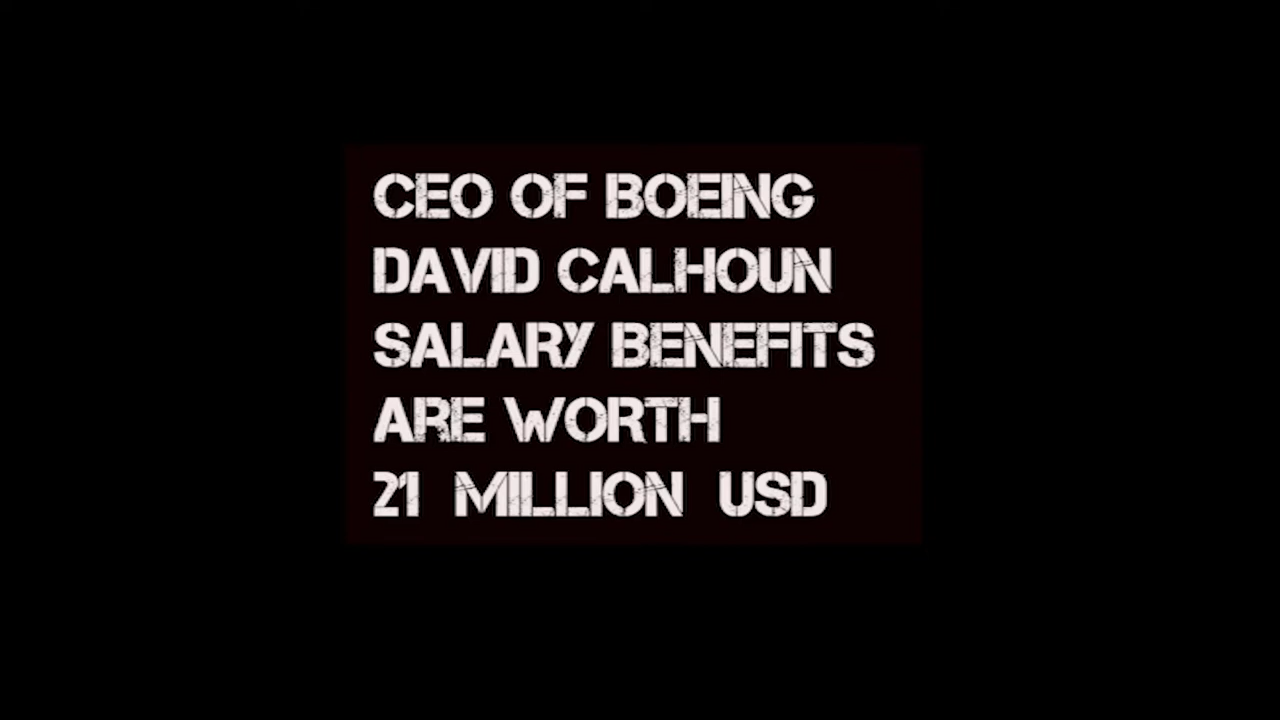 CEO OF BOEING
DAVID CALHOUN
SALARY BENEFITS
ARE WORTH
21 MILLION USD